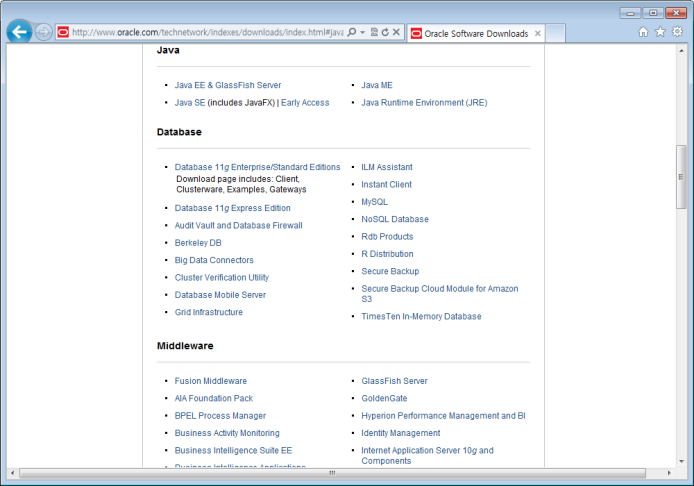 http://www.oracle.com/technetwork/indexes/downloads/index.html#java
Oracle Software Downloads
Java
Java EE & GlassFish Server
Java SE (includes JavaFX) | Early Access
Java ME
Java Runtime Environment (JRE)
Database
Database 11g Enterprise/Standard Editions
Download page includes: Client,
Clusterware, Examples, Gateways
Database 11g Express Edition
Audit Vault and Database Firewall
Berkeley DB
Big Data Connectors
Cluster Verification Utility
Database Mobile Server
Grid Infrastructure
ILM Assistant
Instant Client
MySQL
NoSQL Database
Rdb Products
R Distribution
Secure Backup
Secure Backup Cloud Module for Amazon
S3
TimesTen In-Memory Database
Middleware
Fusion Middleware
AIA Foundation Pack
BPEL Process Manager
Business Activity Monitoring
Business Intelligence Suite EE
Business Intelligence Applications
GlassFish Server
GoldenGate
Hyperion Performance Management and BI
Identity Management
Internet Application Server 10g and
Components